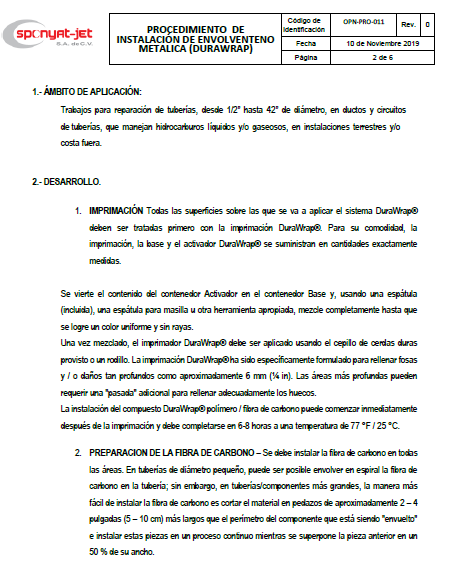 sponyat-jet
S.A. de C.V.
PROCEDIMIENTO DE
INSTALACIÓN DE ENVOLVENTENO
METALICA (DURAWRAP)
Código de
Identificación
OPN-PRO-011
Rev.
0
Fecha
10 de Noviembre 2019
Página
2 de 6
1.- ÁMBITO DE APLICACIÓN:
Trabajos para reparación de tuberías, desde 1/2" hasta 42" de diámetro, en ductos y circuitos
de tuberías, que manejan hidrocarburos líquidos y/o gaseosos, en instalaciones terrestres y/o
costa fuera.
2.- DESARROLLO.
1. IMPRIMACIÓN Todas las superficies sobre las que se va a aplicar el sistema DuraWrap®
deben ser tratadas primero con la imprimación DuraWrap®. Para su comodidad, la
imprimación, la base y el activador DuraWrap® se suministran en cantidades exactamente
medidas.
Se vierte el contenido del contenedor Activador en el contenedor Base y, usando una espátula
(incluida), una espátula para masilla u otra herramienta apropiada, mezcle completamente hasta que
se logre un color uniforme y sin rayas.
Una vez mezclado, el imprimador DuraWrap® debe ser aplicado usando el cepillo de cerdas duras
provisto o un rodillo. La imprimación DuraWrap® ha sido específicamente formulado para rellenar fosas
y / o daños tan profundos como aproximadamente 6 mm (¼ in). Las áreas más profundas pueden
requerir una "pasada" adicional para rellenar adecuadamente los huecos.
La instalación del compuesto DuraWrap® polímero / fibra de carbono puede comenzar inmediatamente
después de la imprimación y debe completarse en 6-8 horas a una temperatura de 77 °F / 25 °C.
2. PREPARACION DE LA FIBRA DE CARBONO – Se debe instalar la fibra de carbono en todas
las áreas. En tuberías de diámetro pequeño, puede ser posible envolver en espiral la fibra de
carbono en la tubería; sin embargo, en tuberías/componentes más grandes, la manera más
fácil de instalar la fibra de carbono es cortar el material en pedazos de aproximadamente 2 – 4
pulgadas (5 – 10 cm) más largos que el perímetro del componente que está siendo "envuelto"
e instalar estas piezas en un proceso continuo mientras se superpone la pieza anterior en un
50 % de su ancho.